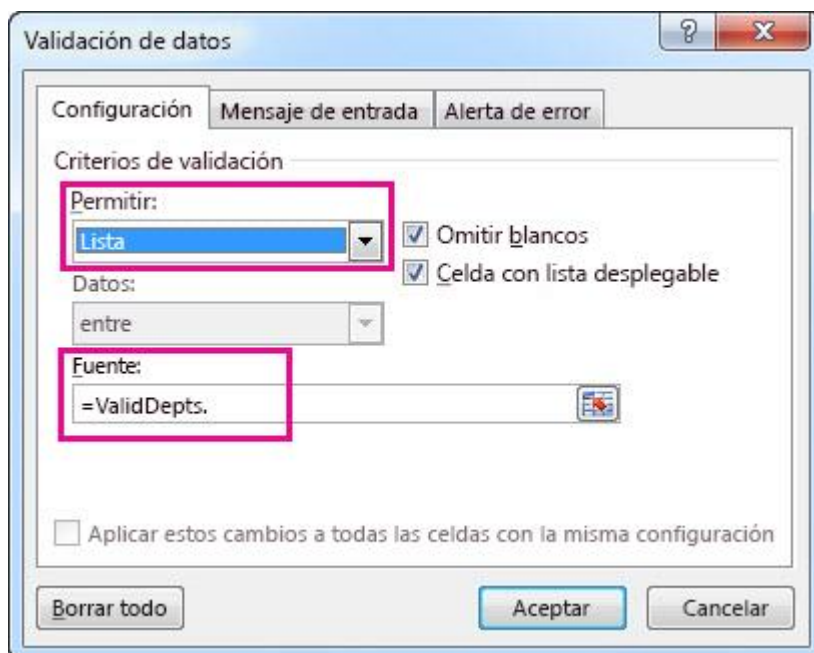 Validación de datos
Configuración Mensaje de entrada Alerta de error
Criterios de validación
Permitir:
Lista
Omitir blancos
Celda con lista desplegable
Datos:
entre
Fuente:
=ValidDepts.
Aplicar estos cambios a todas las celdas con la misma configuración
Borrar todo Aceptar Cancelar